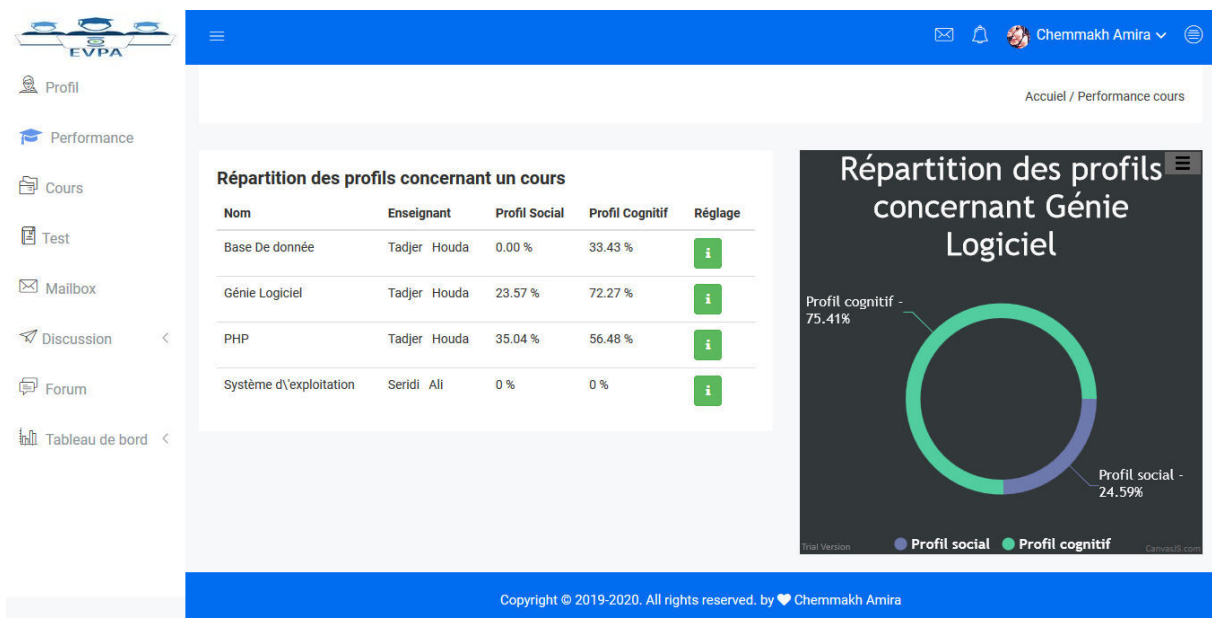 EVPA
Chemmakh Amira
Profil
Performance
Cours
Test
Mailbox
Discussion
Forum
Tableau de bord
Accuiel / Performance cours
Répartition des profils concernant un cours
Nom Enseignant Profil Social Profil Cognitif Réglage
Base De donnée Tadjer Houda 0.00 % 33.43 % i
Génie Logiciel Tadjer Houda 23.57 % 72.27 % i
PHP Tadjer Houda 35.04 % 56.48 % i
Système d\'exploitation Seridi Ali 0 % 0 % i
Répartition des profils
concernant Génie
Logiciel
Profil cognitif -
75.41%
Profil social -
24.59%
Profil social Profil cognitif
Trial Version
CanvasJS.com
Copyright © 2019-2020. All rights reserved. by Chemmakh Amira